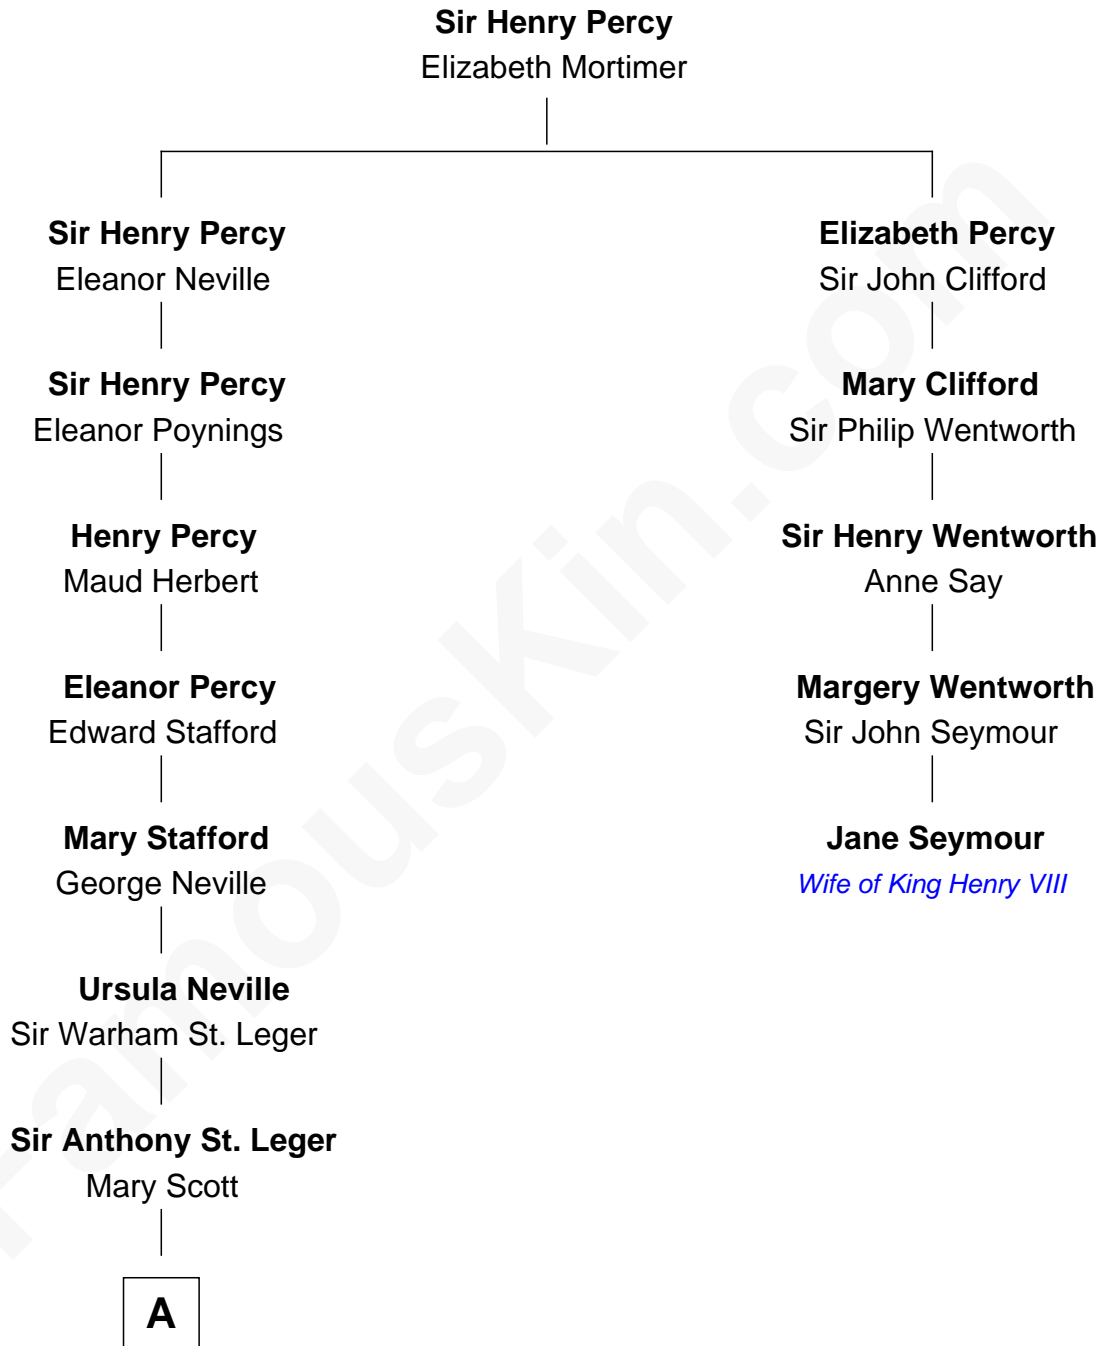 Sir Henry Percy
Elizabeth Mortimer
Sir Henry Percy
Eleanor Neville
Sir Henry Percy
Eleanor Poynings
Henry Percy
Maud Herbert
Eleanor Percy
Edward Stafford
Mary Stafford
George Neville
Ursula Neville
Sir Warham St. Leger
Sir Anthony St. Leger
Mary Scott
A
Elizabeth Percy
Sir John Clifford
Mary Clifford
Sir Philip Wentworth
Sir Henry Wentworth
Anne Say
Margery Wentworth
Sir John Seymour
Jane Seymour
Wife of King Henry VIII
FamousKin.com